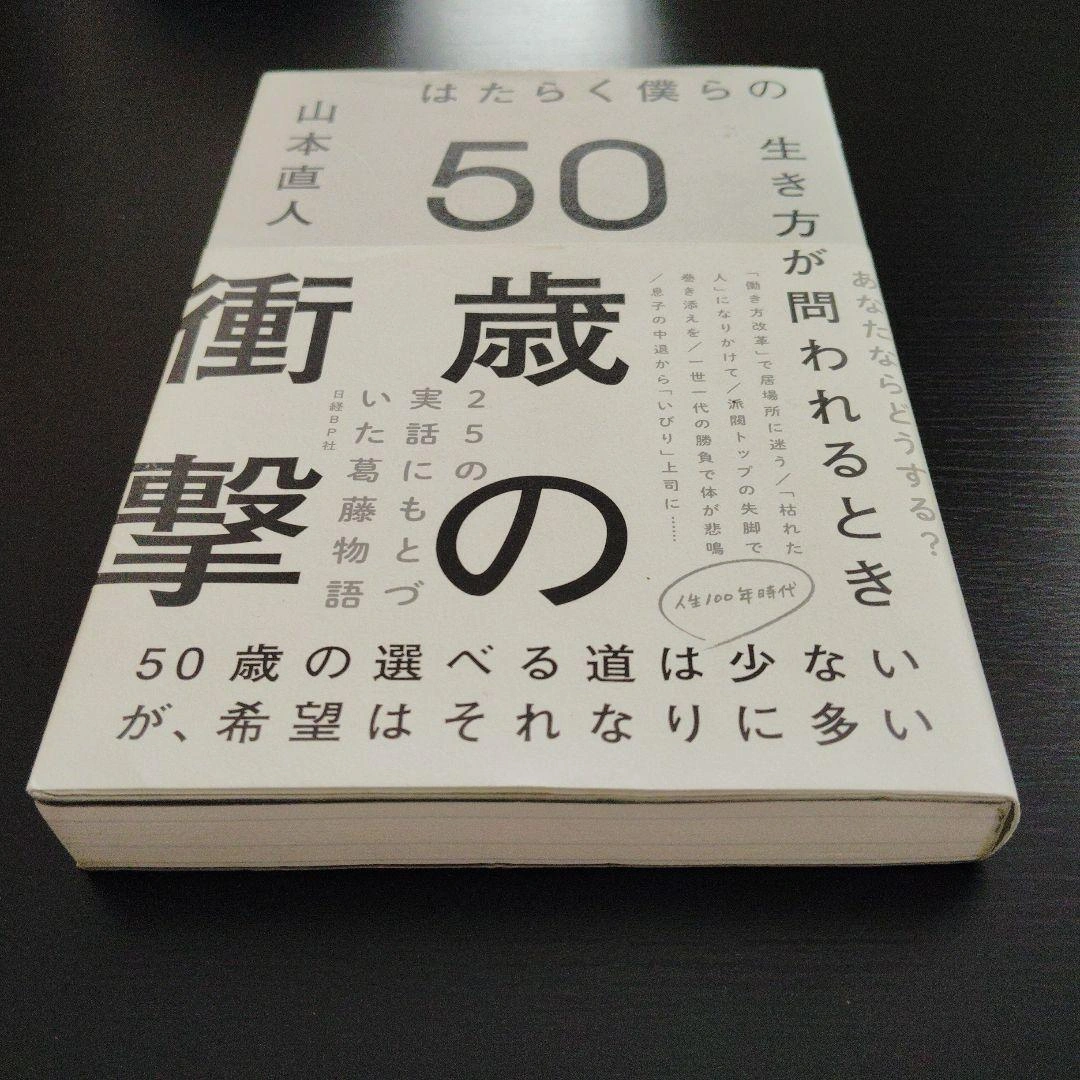 はたらく僕らの
50
歳の
衝撃
山本直人
生き方が問われるとき
あなたならどうする?
「働き方改革」で居場所に迷う/「枯れた
人」になりかけて/派閥トップの失脚で
巻き添えを/一世一代の勝負で体が悲鳴
/息子の中退から「いびり」上司に……
25の
実話にもとづ
いた葛藤物語
日経BP社
人生100年時代
50歳の選べる道は少ない
が、希望はそれなりに多い